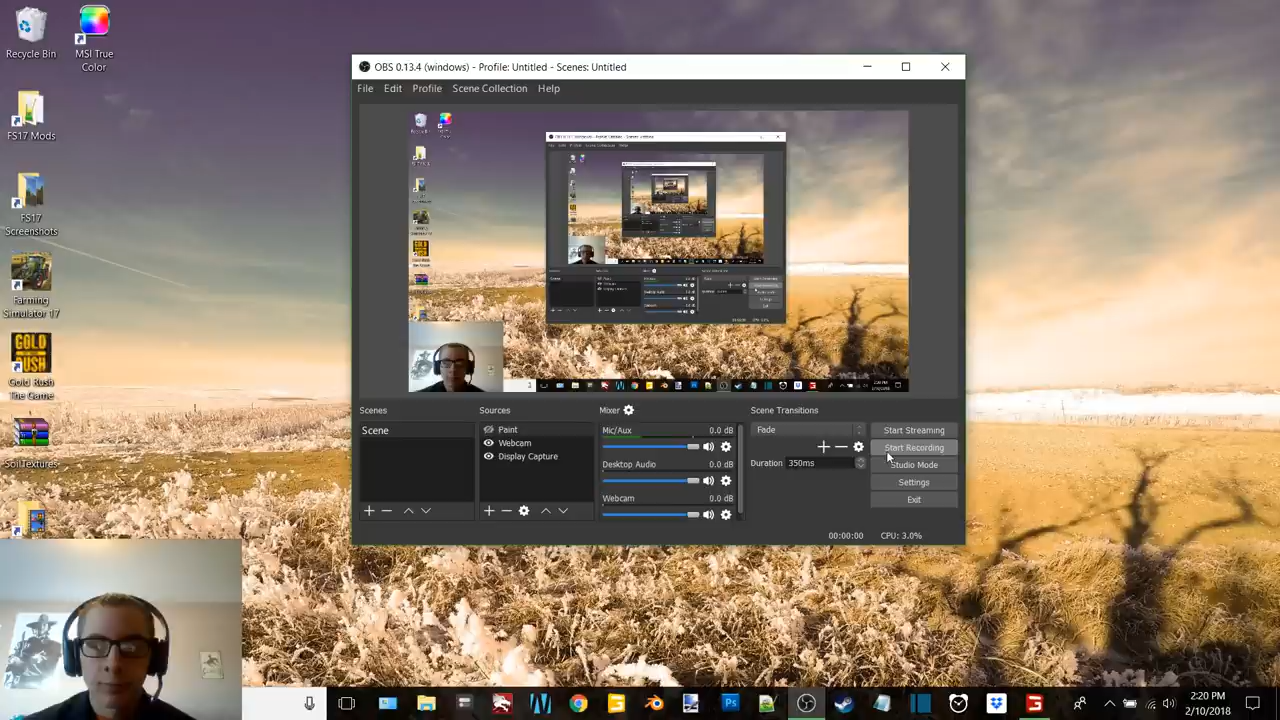 Recycle Bin
MSI True
Color
FS17 Mods
FS17
Screenshots
Farming
Simulator 17
GOLD
RUSH
Gold Rush
The Game
SoilTextures
OBS 0.13.4 (windows) - Profile: Untitled - Scenes: Untitled
File Edit Profile Scene Collection Help
Scenes Sources Mixer Scene Transitions
Scene
Paint
Webcam
Display Capture
Mic/Aux 0.0 dB
Desktop Audio 0.0 dB
Webcam 0.0 dB
Fade
Duration 350ms
Start Streaming
Start Recording
Studio Mode
Settings
Exit
00:00:00 CPU: 3.0%
2:20 PM
2/10/2018